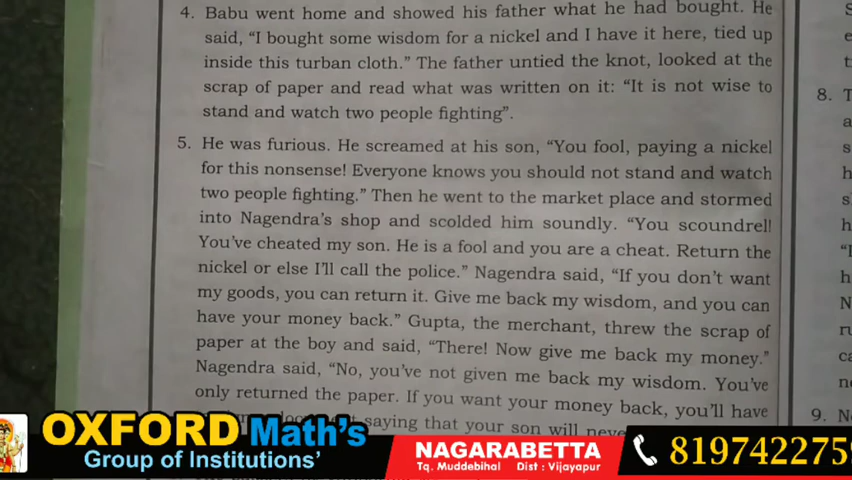 4. Babu went home and showed his father what he had bought. He
said, “I bought some wisdom for a nickel and I have it here, tied up
inside this turban cloth.” The father untied the knot, looked at the
scrap of paper and read what was written on it: “It is not wise to
stand and watch two people fighting”.
5. He was furious. He screamed at his son, “You fool, paying a nickel
for this nonsense! Everyone knows you should not stand and watch
two people fighting.” Then he went to the market place and stormed
into Nagendra’s shop and scolded him soundly. “You scoundrel!
You’ve cheated my son. He is a fool and you are a cheat. Return the
nickel or else I’ll call the police.” Nagendra said, “If you don’t want
my goods, you can return it. Give me back my wisdom, and you can
have your money back.” Gupta, the merchant, threw the scrap of
paper at the boy and said, “There! Now give me back my money.”
Nagendra said, “No, you’ve not given me back my wisdom. You’ve
only returned the paper. If you want your money back, you’ll have
saying that your son will
8.
9.
OXFORD Math’s
Group of Institutions’
NAGARABETTA
Tq. Muddebihal Dist : Vijayapur
819742275